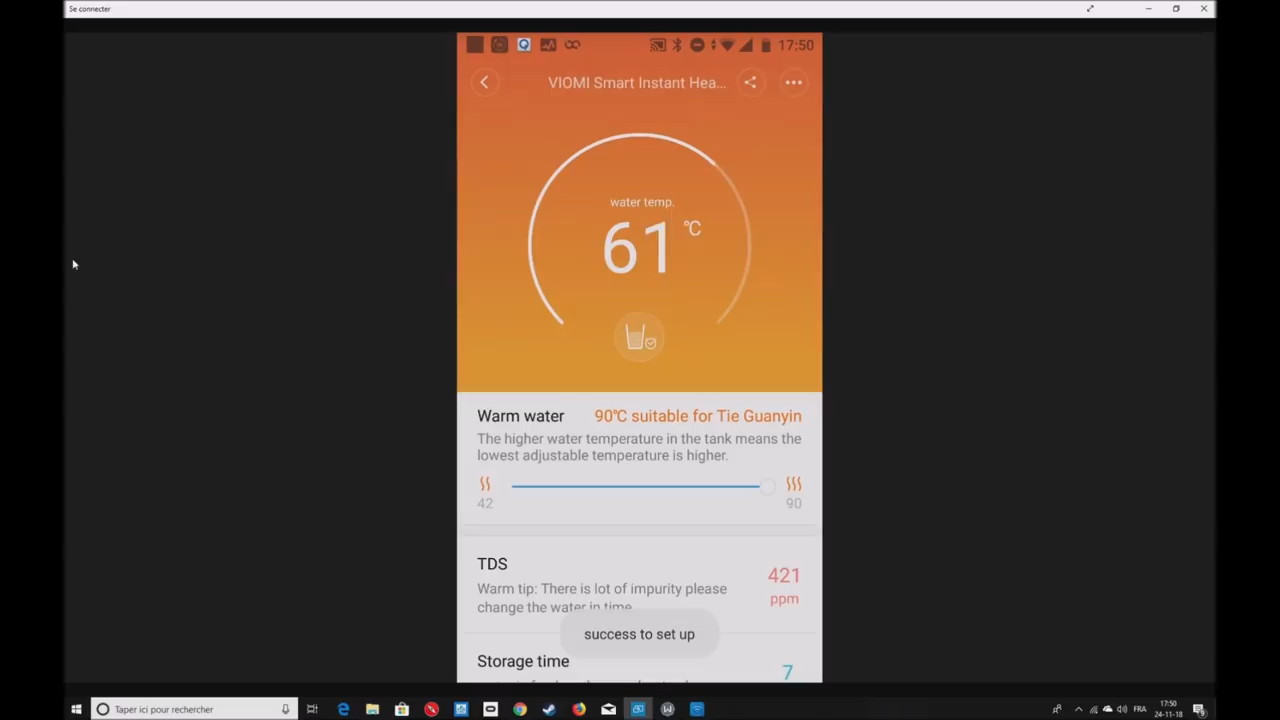 Se connecter
17:50
VIOMI Smart Instant Hea...
water temp.
61 °C
Warm water 90℃ suitable for Tie Guanyin
The higher water temperature in the tank means the
lowest adjustable temperature is higher.
42 90
TDS
421
Warm tip: There is lot of impurity please
change the water in time
ppm
success to set up
Storage time
7
Taper ici pour rechercher
FRA
17:50
24-11-18